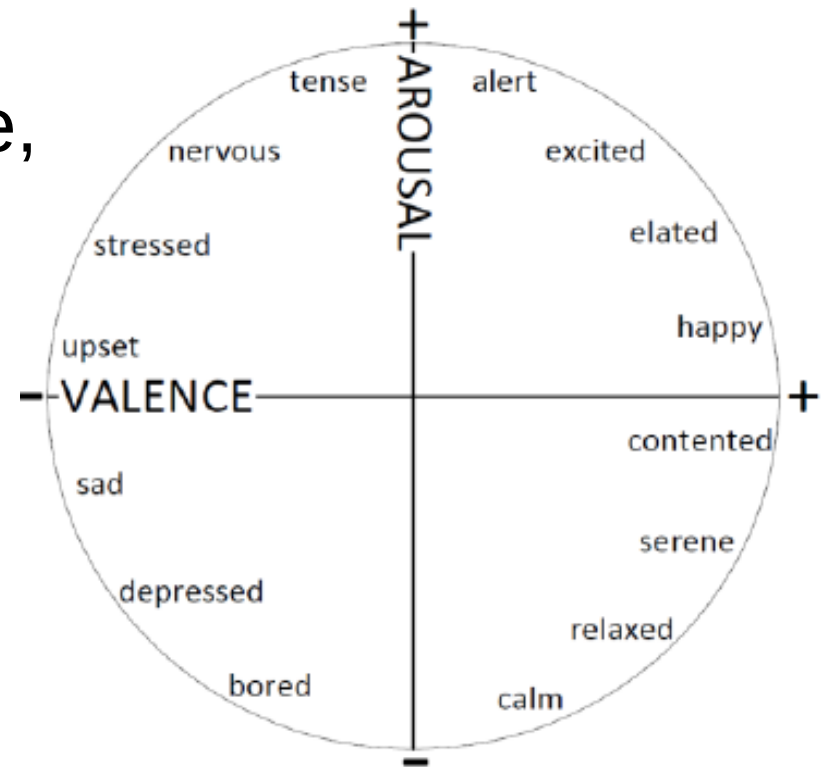 +
tense
alert
AROUSAL
e,
nervous
excited
elated
stressed
happy
upset
- VALENCE +
contented
sad
serene
depressed
relaxed
bored
calm
-